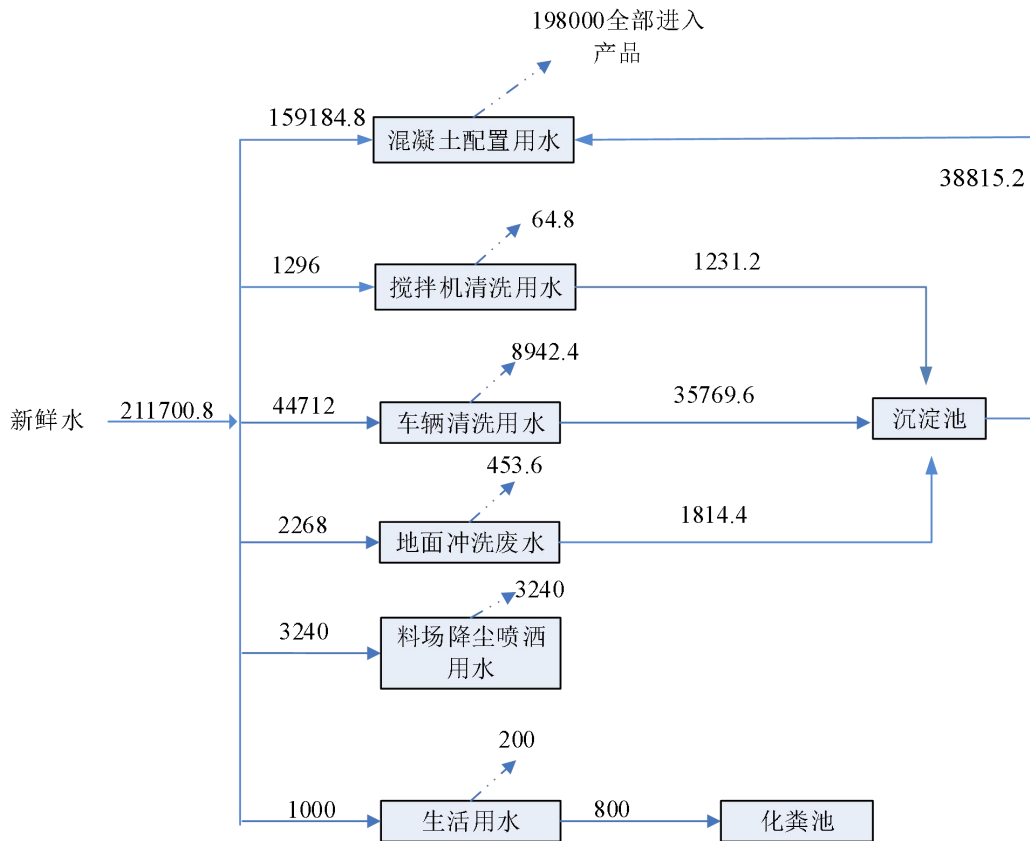 198000全部进入
产品
159184.8
混凝土配置用水
38815.2
64.8
1296
搅拌机清洗用水
1231.2
8942.4
新鲜水
211700.8
44712
车辆清洗用水
35769.6
沉淀池
453.6
2268
地面冲洗废水
1814.4
3240
3240
料场降尘喷洒
用水
200
1000
生活用水
800
化粪池